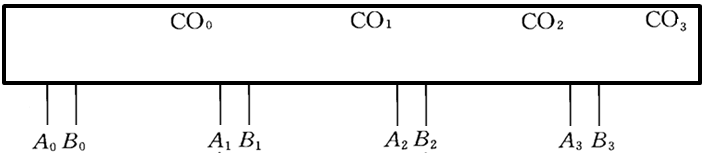 CO₀ CO₁ CO₂ CO₃
A₀ B₀ A₁ B₁ A₂ B₂ A₃ B₃